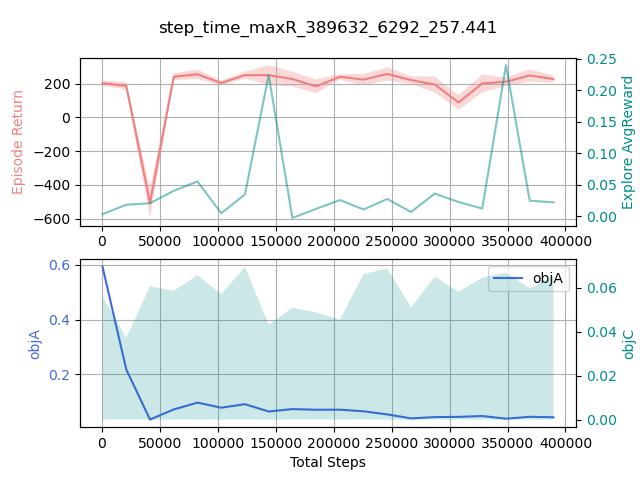 step_time_maxR_389632_6292_257.441
Episode Return
200
0
−200
−400
−600
0.25
0.20
0.15
0.10
0.05
0.00
Explore AvgReward
0 50000 100000 150000 200000 250000 300000 350000 400000
objA
0.6
0.4
0.2
objA
0.06
0.04
0.02
0.00
objC
0 50000 100000 150000 200000 250000 300000 350000 400000
Total Steps